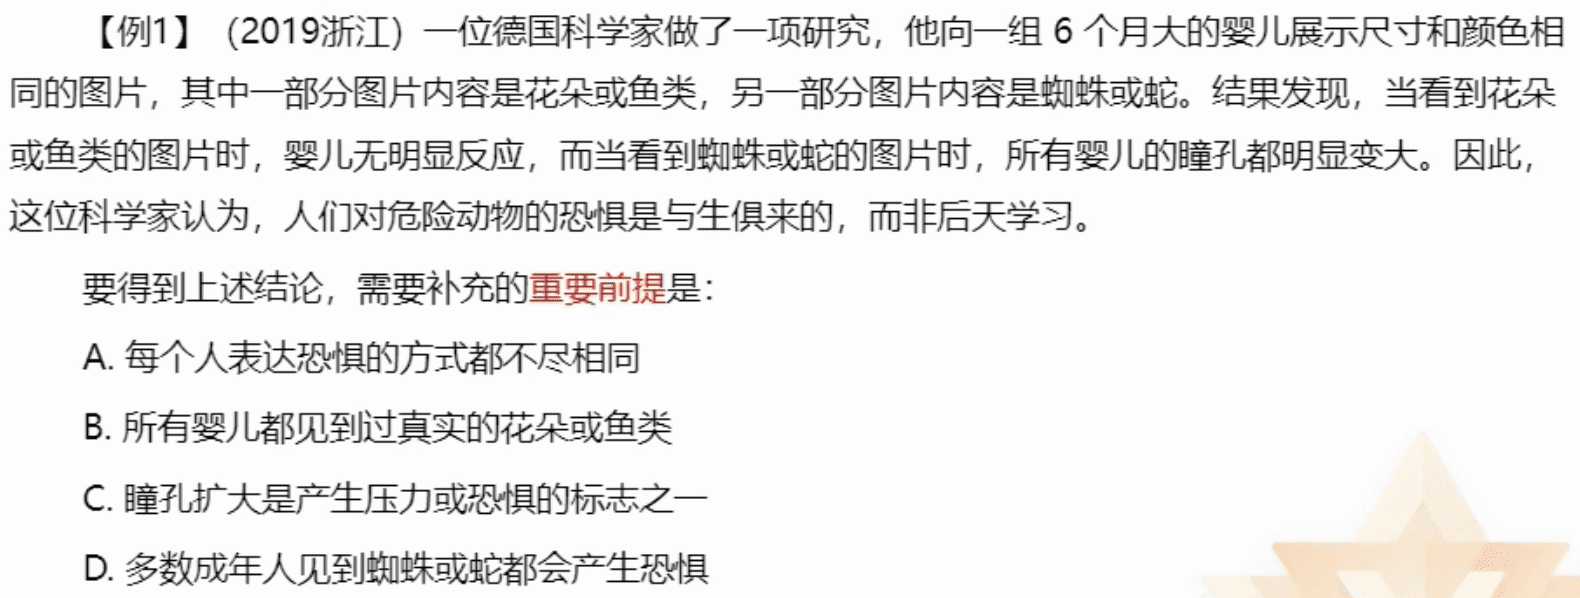 【例1】（2019浙江）一位德国科学家做了一项研究，他向一组 6 个月大的婴儿展示尺寸和颜色相
同的图片，其中一部分图片内容是花朵或鱼类，另一部分图片内容是蜘蛛或蛇。结果发现，当看到花朵
或鱼类的图片时，婴儿无明显反应，而当看到蜘蛛或蛇的图片时，所有婴儿的瞳孔都明显变大。因此，
这位科学家认为，人们对危险动物的恐惧是与生俱来的，而非后天学习。
要得到上述结论，需要补充的重要前提是：
A. 每个人表达恐惧的方式都不尽相同
B. 所有婴儿都见到过真实的花朵或鱼类
C. 瞳孔扩大是产生压力或恐惧的标志之一
D. 多数成年人见到蜘蛛或蛇都会产生恐惧